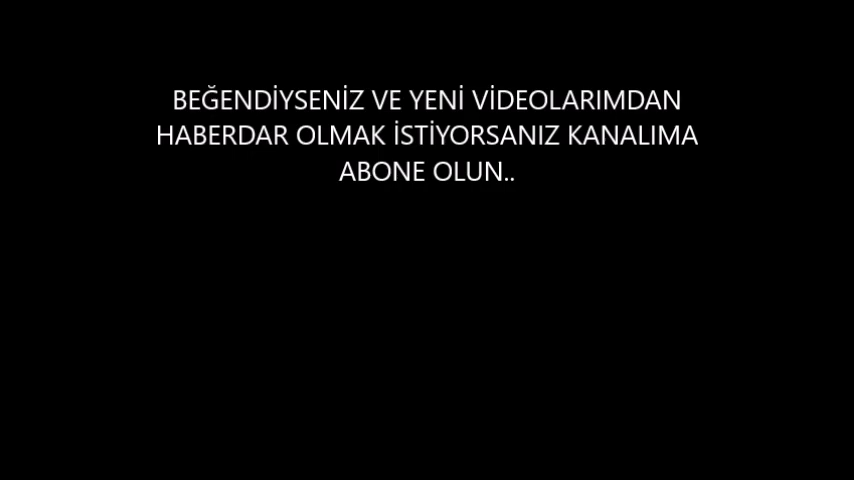 BEĞENDİYSENİZ VE YENİ VİDEOLARIMDAN
HABERDAR OLMAK İSTİYORSANIZ KANALIMA
ABONE OLUN..